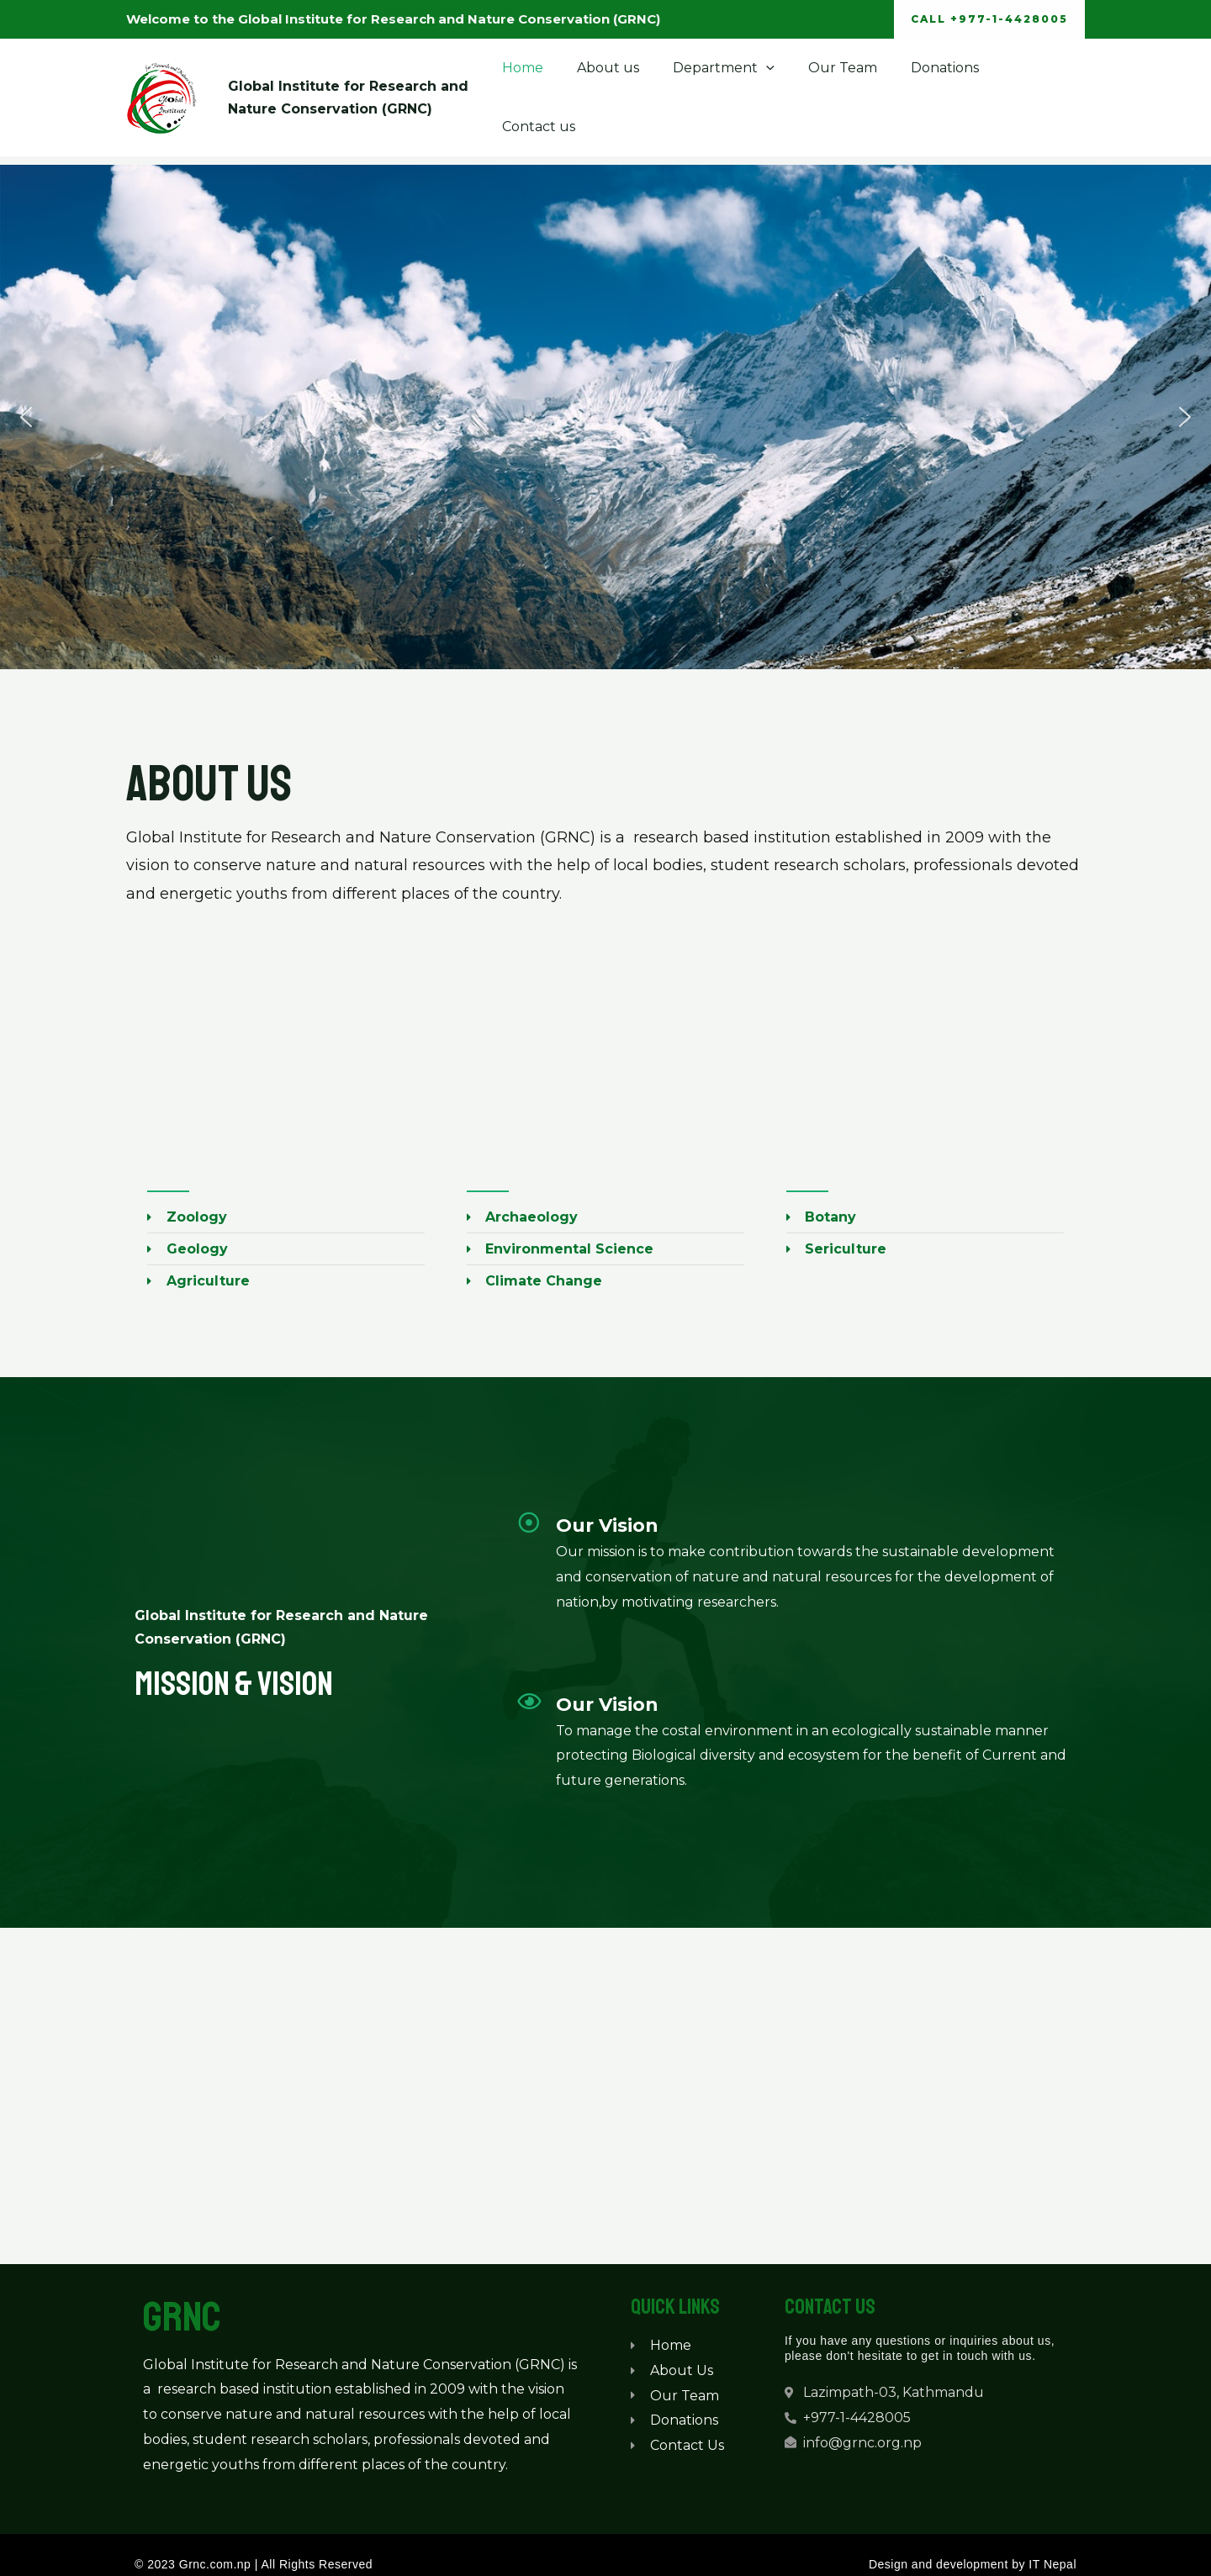 Welcome to the Global Institute for Research and Nature Conservation (GRNC)
CALL +977-1-4428005
for Research and Nature Conservation
Global
Institute
Global Institute for Research and
Nature Conservation (GRNC)
Home
About us
Department
Our Team
Donations
Contact us
ABOUT US
Global Institute for Research and Nature Conservation (GRNC) is a  research based institution established in 2009 with the
vision to conserve nature and natural resources with the help of local bodies, student research scholars, professionals devoted
and energetic youths from different places of the country.
Zoology
Geology
Agriculture
Archaeology
Environmental Science
Climate Change
Botany
Sericulture
Global Institute for Research and Nature
Conservation (GRNC)
MISSION & VISION
Our Vision
Our mission is to make contribution towards the sustainable development
and conservation of nature and natural resources for the development of
nation,by motivating researchers.
Our Vision
To manage the costal environment in an ecologically sustainable manner
protecting Biological diversity and ecosystem for the benefit of Current and
future generations.
GRNC
Global Institute for Research and Nature Conservation (GRNC) is
a  research based institution established in 2009 with the vision
to conserve nature and natural resources with the help of local
bodies, student research scholars, professionals devoted and
energetic youths from different places of the country.
QUICK LINKS
Home
About Us
Our Team
Donations
Contact Us
CONTACT US
If you have any questions or inquiries about us,
please don't hesitate to get in touch with us.
Lazimpath-03, Kathmandu
+977-1-4428005
info@grnc.org.np
© 2023 Grnc.com.np | All Rights Reserved
Design and development by IT Nepal